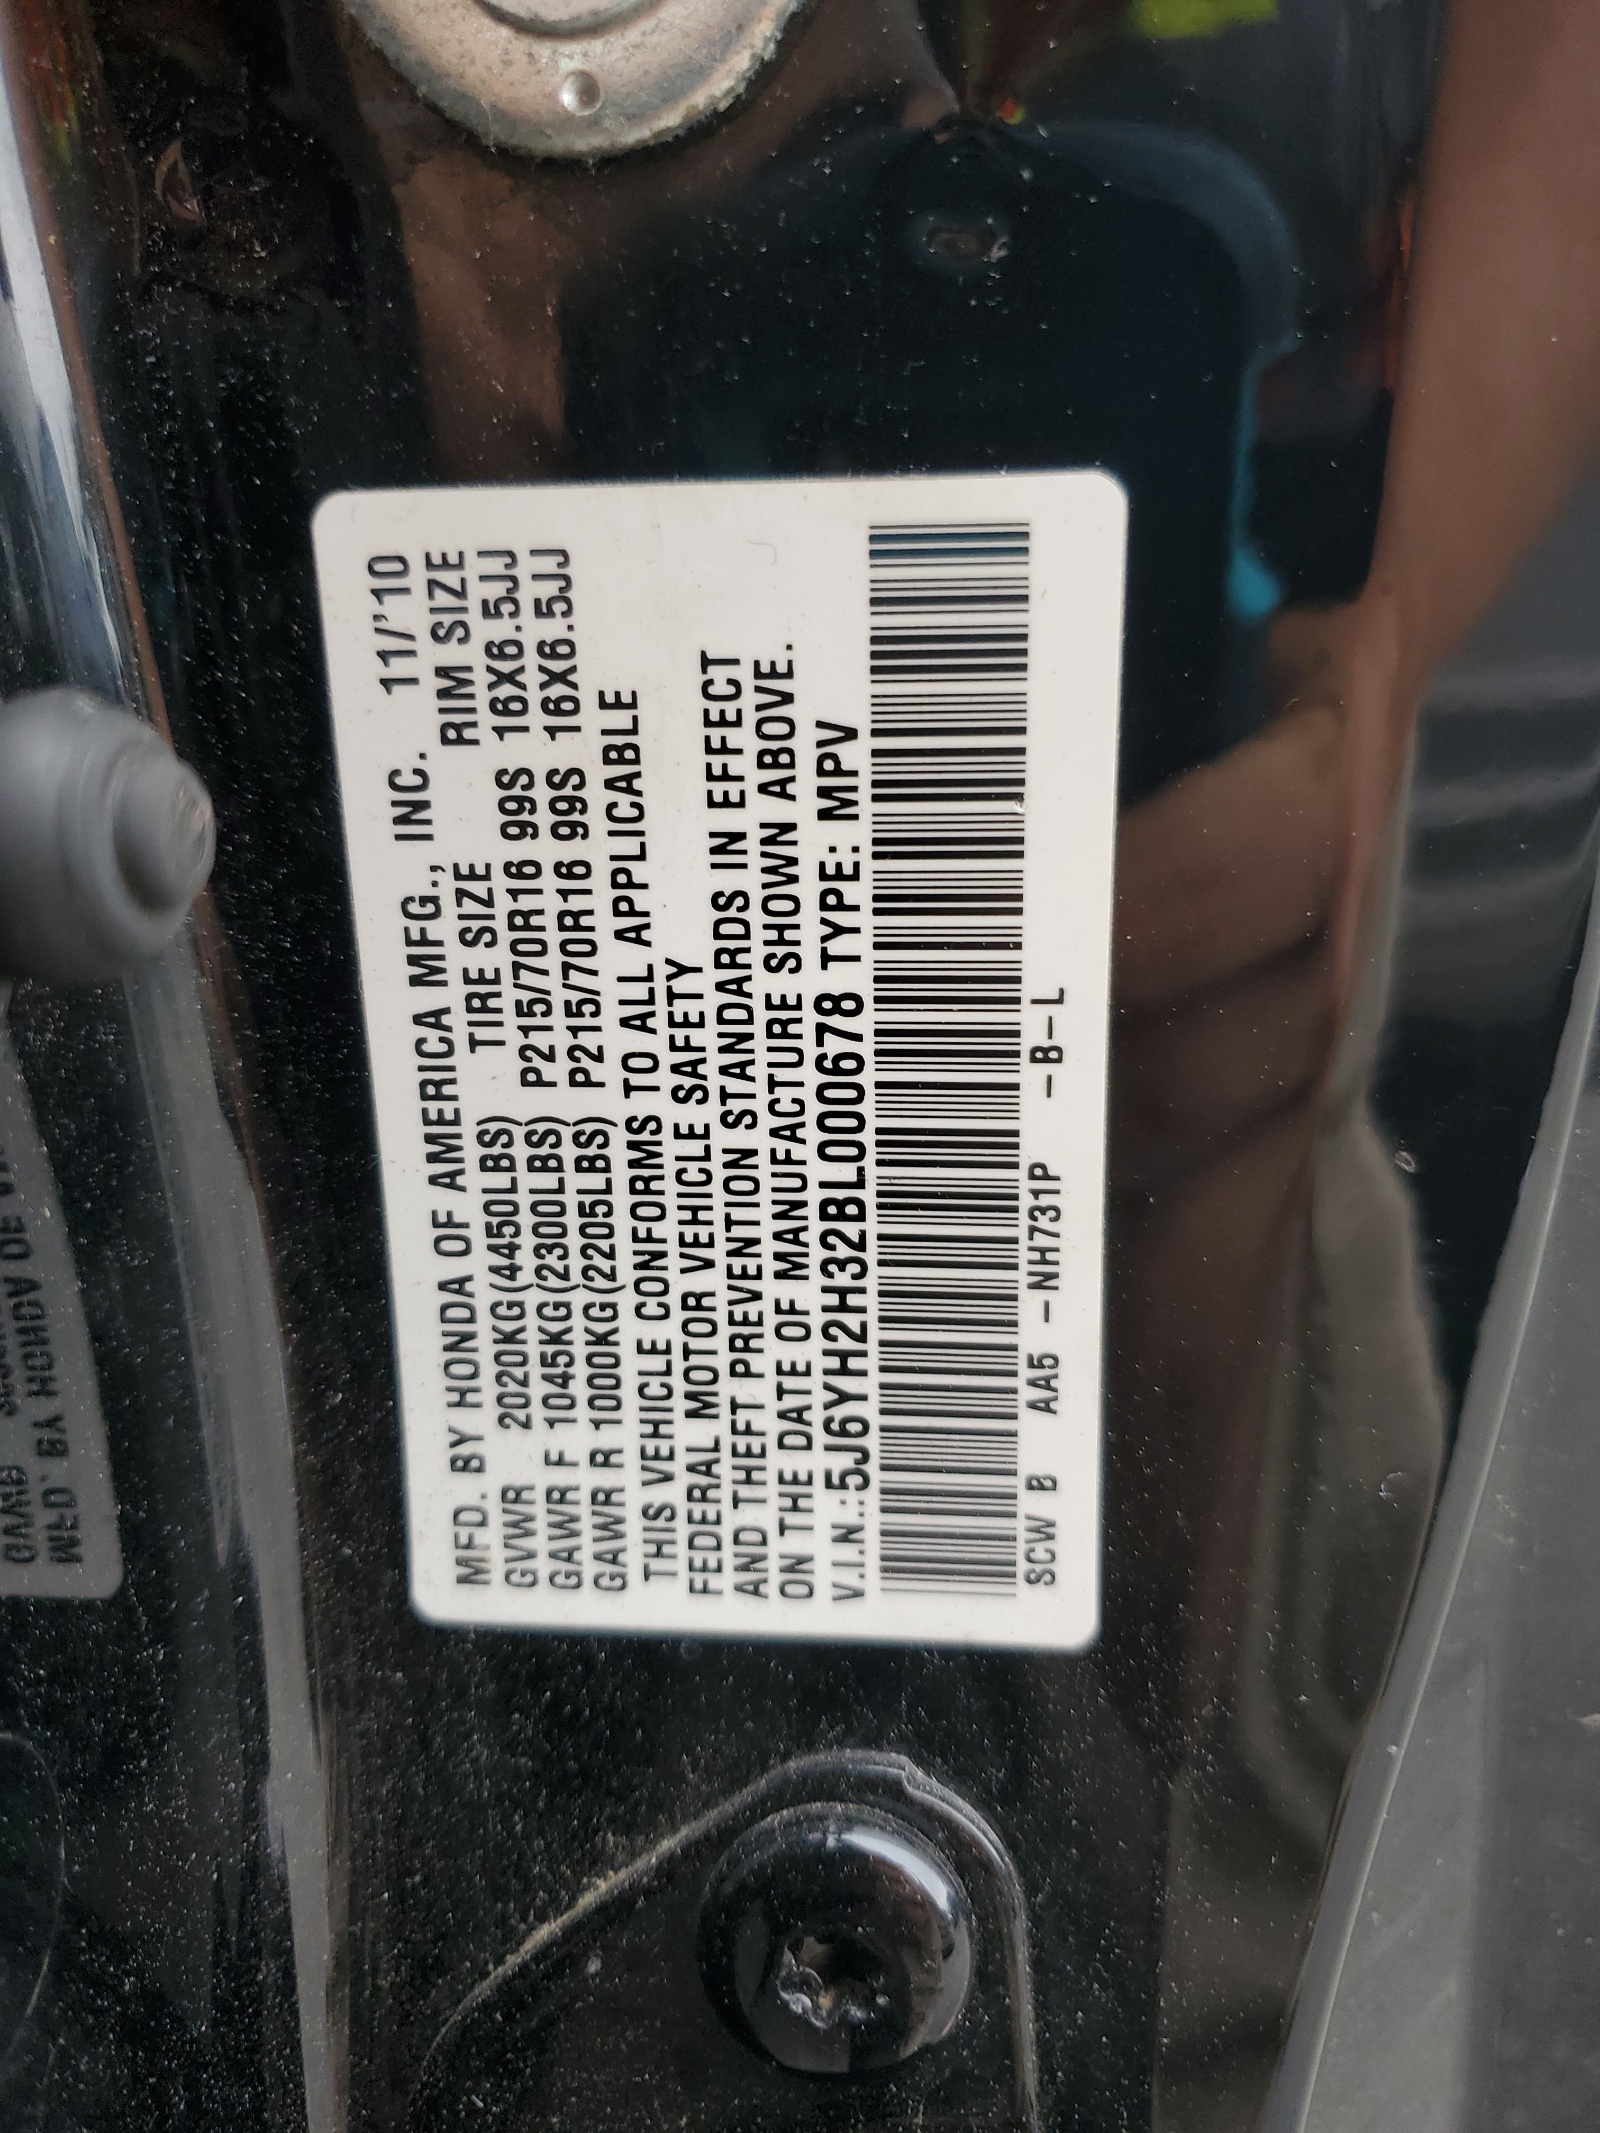 MFD. BY HONDA OF AMERICA MFG., INC. 11/'10
TIRE SIZE RIM SIZE
GVWR 2020KG(4450LBS)
GAWR F 1045KG(2300LBS) P215/70R16 99S 16X6.5JJ
GAWR R 1000KG(2205LBS) P215/70R16 99S 16X6.5JJ
THIS VEHICLE CONFORMS TO ALL APPLICABLE
FEDERAL MOTOR VEHICLE SAFETY
AND THEFT PREVENTION STANDARDS IN EFFECT
ON THE DATE OF MANUFACTURE SHOWN ABOVE.
V.I.N.:5J6YH2H32BL000678 TYPE: MPV
SCW B AA5 -NH731P -B-L